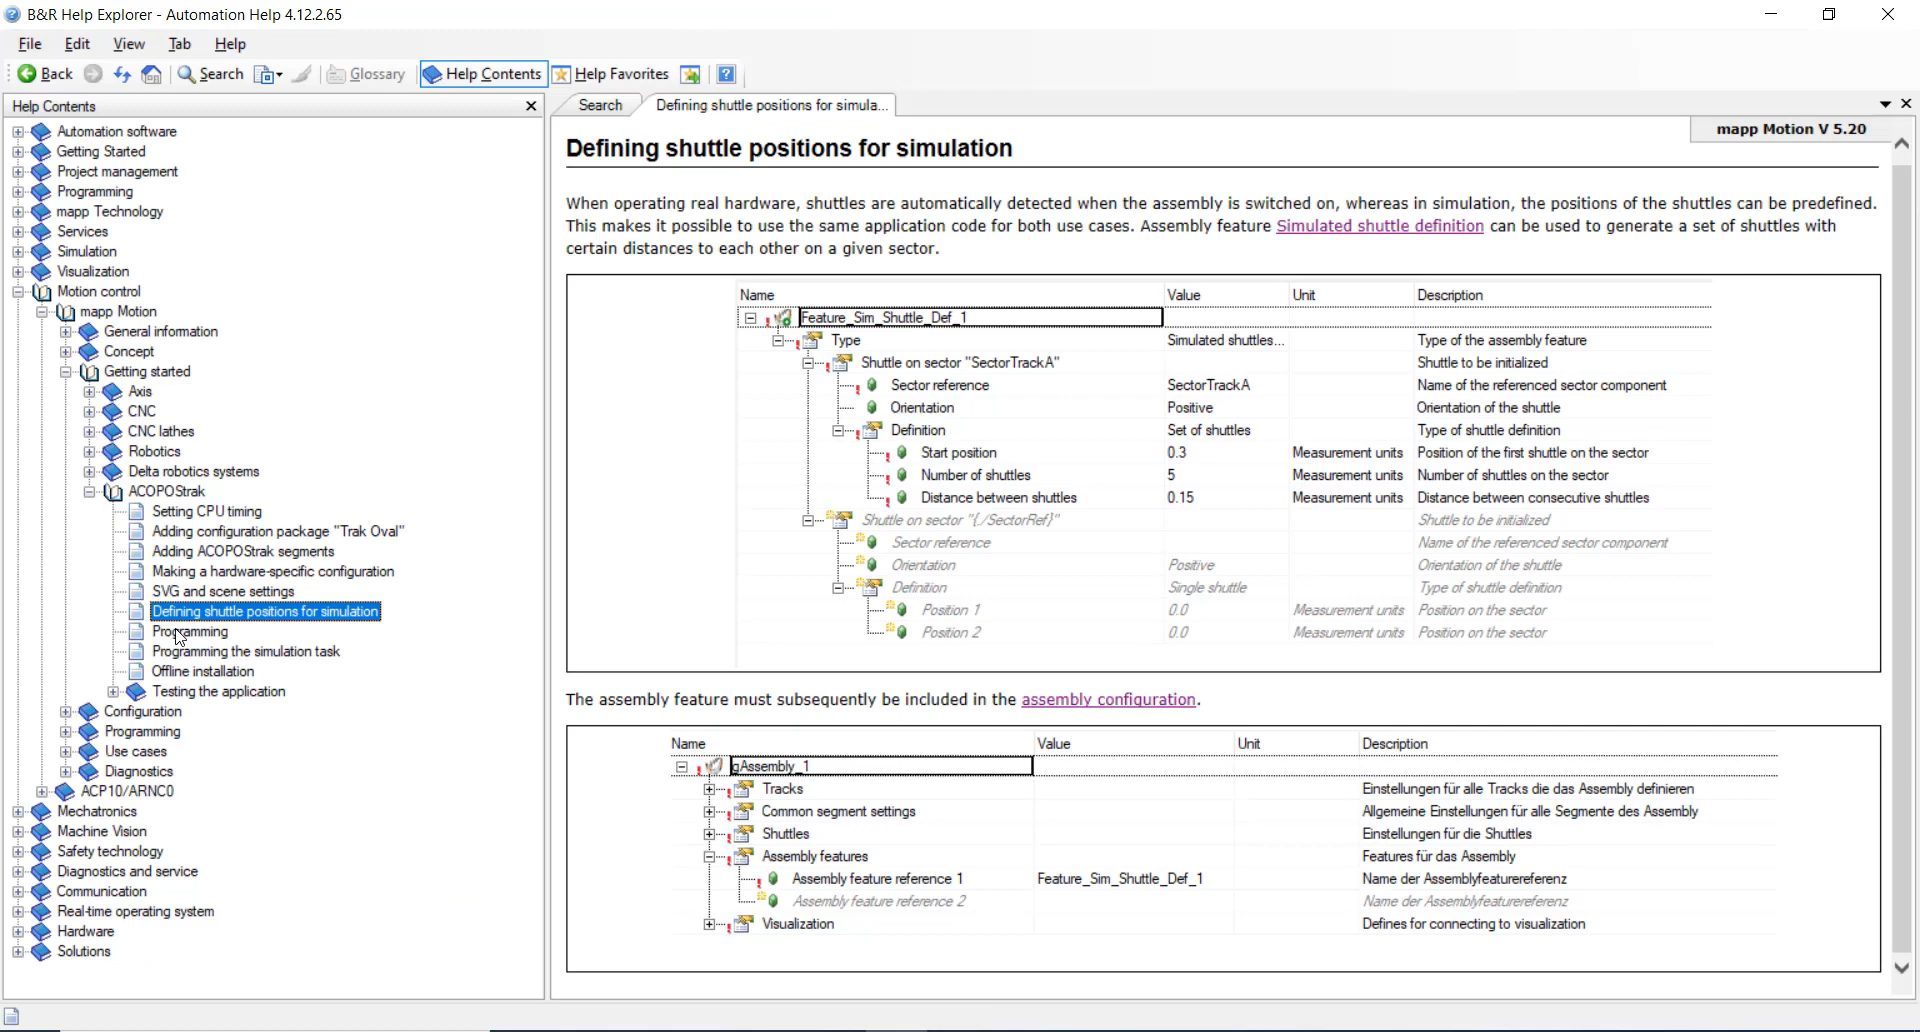 B&R Help Explorer - Automation Help 4.12.2.65
File Edit View Tab Help
Back Search Glossary Help Contents Help Favorites
Help Contents
Automation software
Getting Started
Project management
Programming
mapp Technology
Services
Simulation
Visualization
Motion control
mapp Motion
General information
Concept
Getting started
Axis
CNC
CNC lathes
Robotics
Delta robotics systems
ACOPOStrak
Setting CPU timing
Adding configuration package "Trak Oval"
Adding ACOPOStrak segments
Making a hardware-specific configuration
SVG and scene settings
Defining shuttle positions for simulation
Programming
Programming the simulation task
Offline installation
Testing the application
Configuration
Programming
Use cases
Diagnostics
ACP10/ARNC0
Mechatronics
Machine Vision
Safety technology
Diagnostics and service
Communication
Real-time operating system
Hardware
Solutions
Search Defining shuttle positions for simula...
mapp Motion V 5.20
Defining shuttle positions for simulation
When operating real hardware, shuttles are automatically detected when the assembly is switched on, whereas in simulation, the positions of the shuttles can be predefined.
This makes it possible to use the same application code for both use cases. Assembly feature Simulated shuttle definition can be used to generate a set of shuttles with
certain distances to each other on a given sector.
Name Value Unit Description
Feature_Sim_Shuttle_Def_1
Type Simulated shuttles... Type of the assembly feature
Shuttle on sector "SectorTrackA" Shuttle to be initialized
Sector reference SectorTrackA Name of the referenced sector component
Orientation Positive Orientation of the shuttle
Definition Set of shuttles Type of shuttle definition
Start position 0.3 Measurement units Position of the first shuttle on the sector
Number of shuttles 5 Measurement units Number of shuttles on the sector
Distance between shuttles 0.15 Measurement units Distance between consecutive shuttles
Shuttle on sector "{./SectorRef}" Shuttle to be initialized
Sector reference Name of the referenced sector component
Orientation Positive Orientation of the shuttle
Definition Single shuttle Type of shuttle definition
Position 1 0.0 Measurement units Position on the sector
Position 2 0.0 Measurement units Position on the sector
The assembly feature must subsequently be included in the assembly configuration.
Name Value Unit Description
gAssembly_1
Tracks Einstellungen für alle Tracks die das Assembly definieren
Common segment settings Allgemeine Einstellungen für alle Segmente des Assembly
Shuttles Einstellungen für die Shuttles
Assembly features Features für das Assembly
Assembly feature reference 1 Feature_Sim_Shuttle_Def_1 Name der Assemblyfeaturereferenz
Assembly feature reference 2 Name der Assemblyfeaturereferenz
Visualization Defines for connecting to visualization